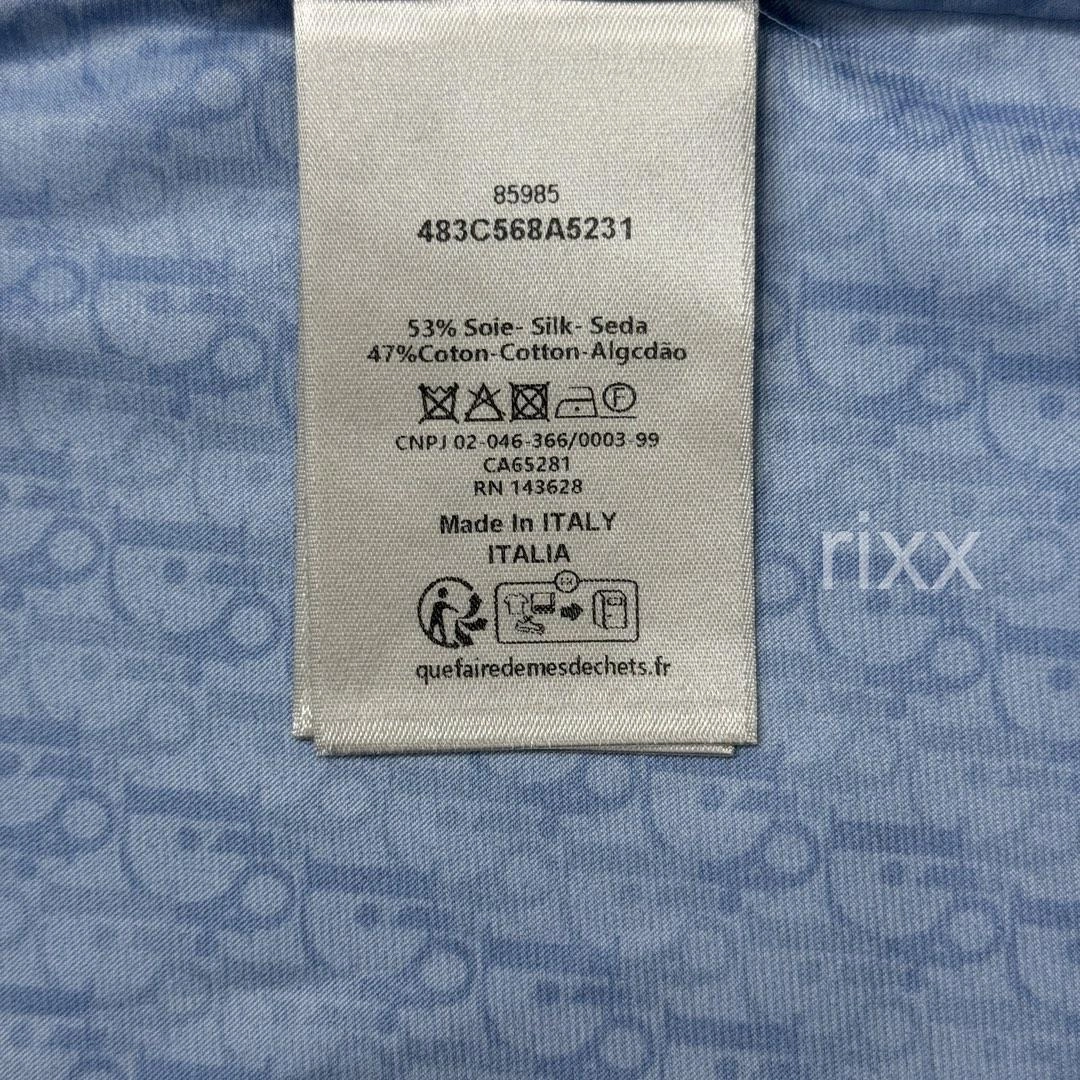 85985
483C568A5231
53% Soie- Silk- Seda
47%Coton-Cotton-Algcdão
F
CNPJ 02-046-366/0003-99
CA65281
RN 143628
Made In ITALY
ITALIA
FR
quefairedemesdechets.fr
rixx